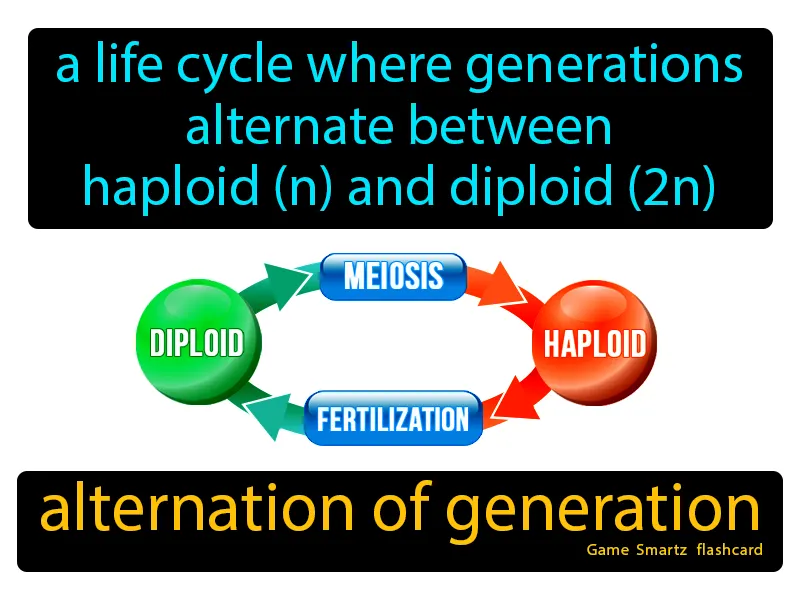 a life cycle where generations
alternate between
haploid (n) and diploid (2n)
MEIOSIS
DIPLOID
HAPLOID
FERTILIZATION
alternation of generation
Game Smartz flashcard